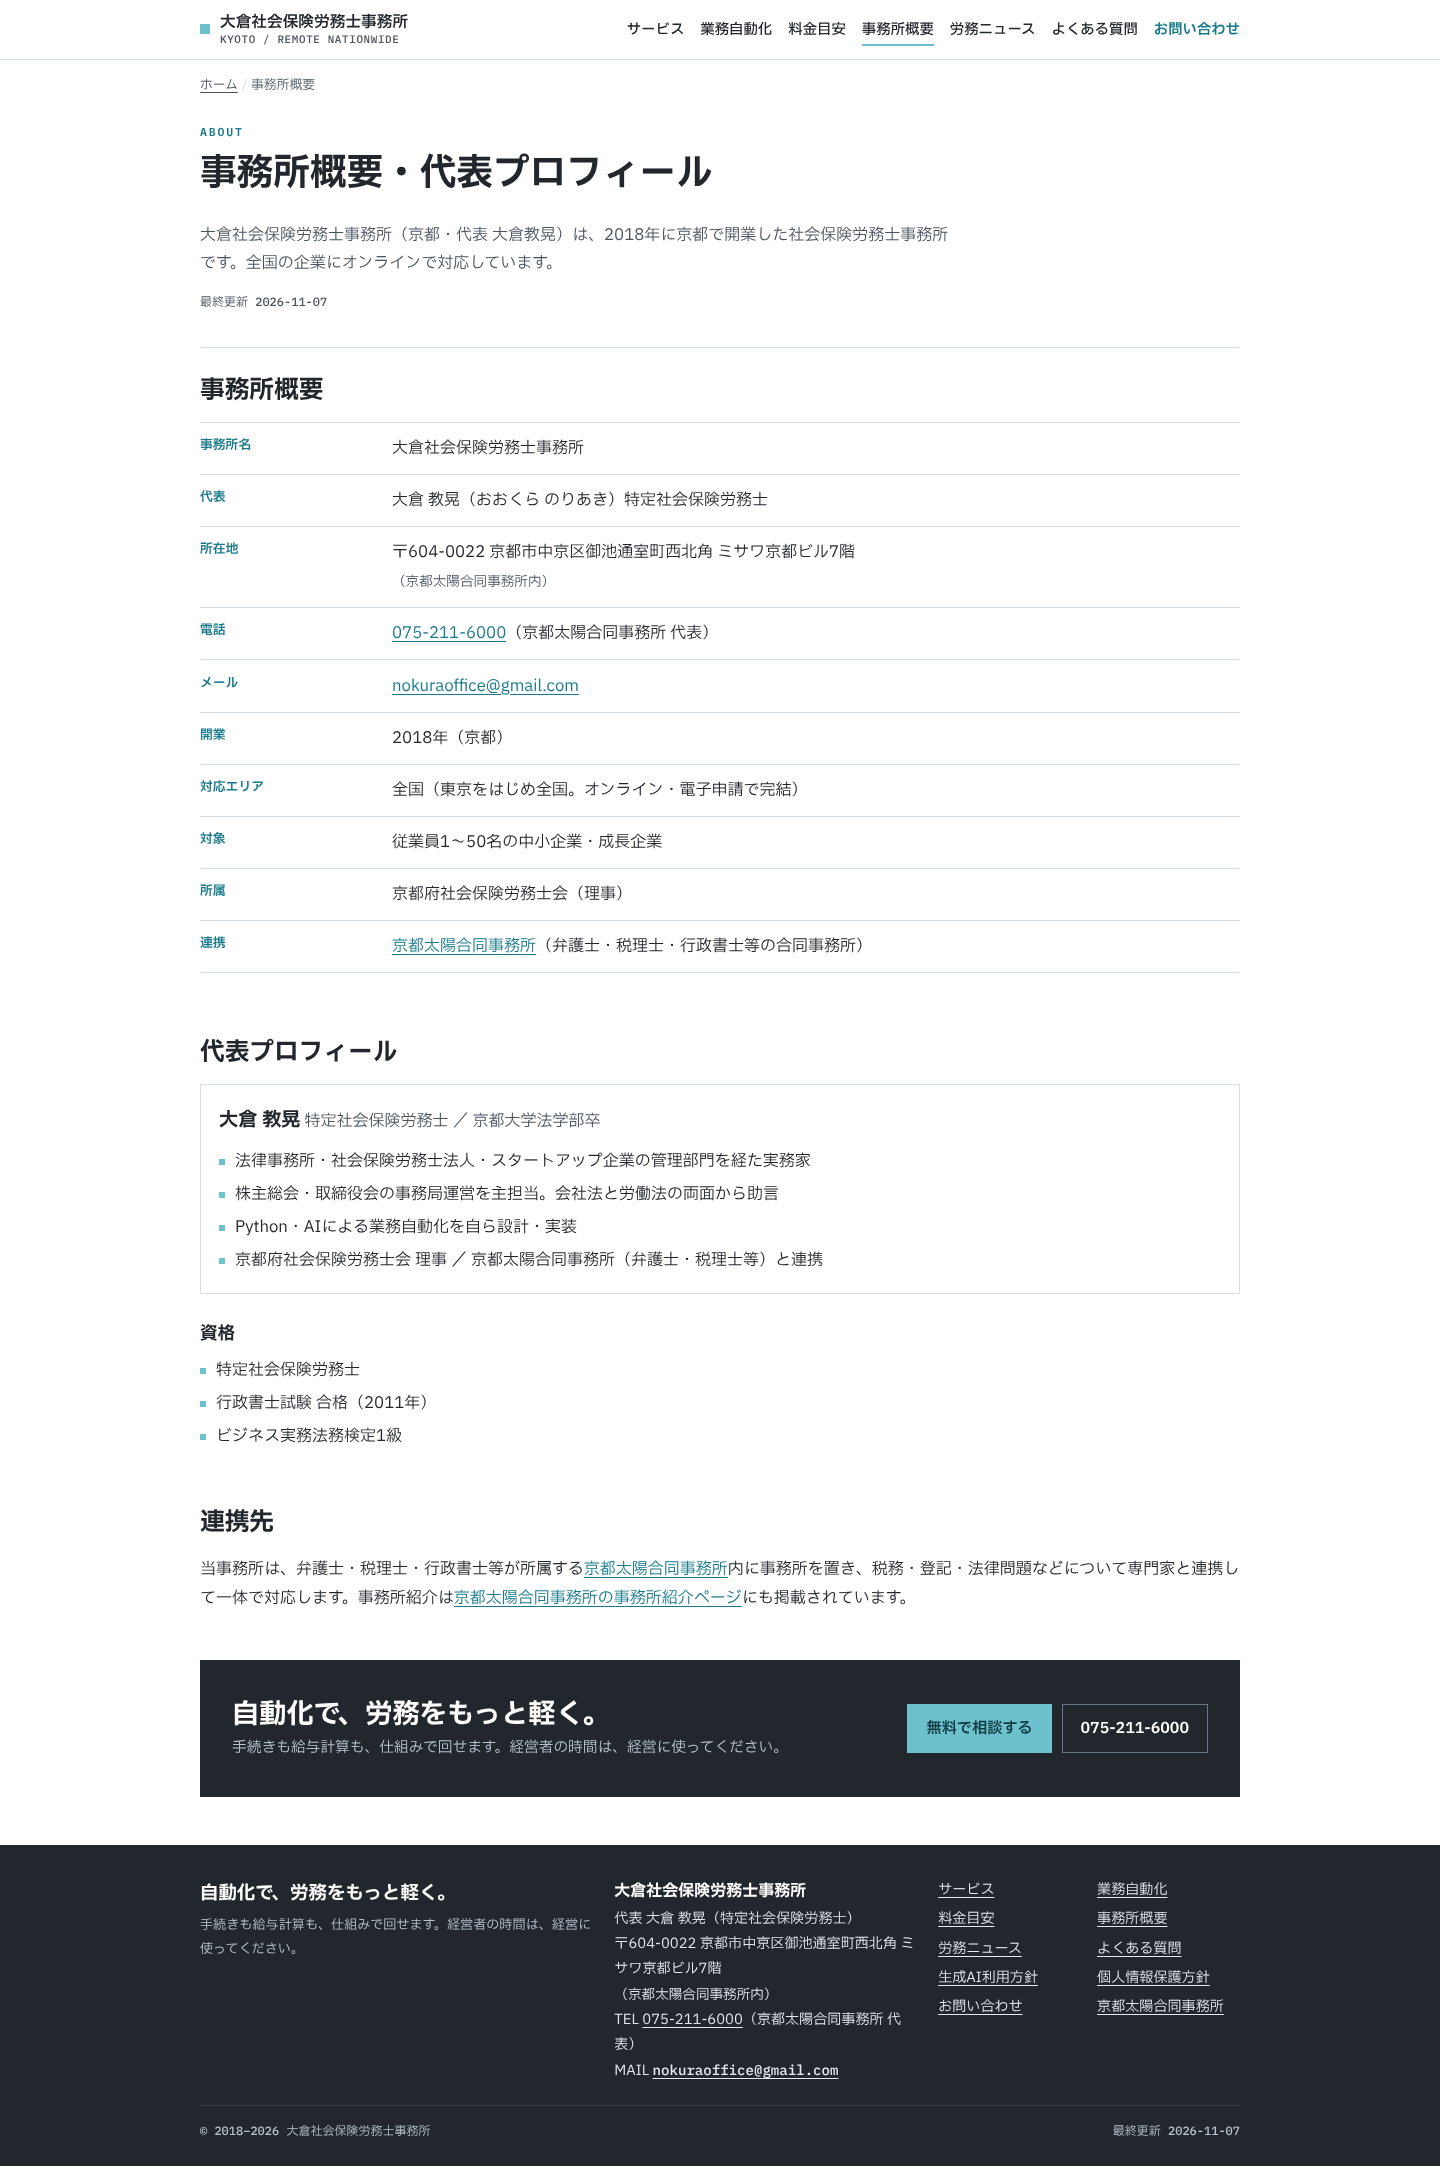 大倉社会保険労務士事務所
KYOTO / REMOTE NATIONWIDE
サービス 業務自動化 料金目安 事務所概要 労務ニュース よくある質問 お問い合わせ
ホーム / 事務所概要
ABOUT
事務所概要・代表プロフィール
大倉社会保険労務士事務所（京都・代表 大倉教晃）は、2018年に京都で開業した社会保険労務士事務所
です。全国の企業にオンラインで対応しています。
最終更新 2026-11-07
事務所概要
事務所名 大倉社会保険労務士事務所
代表 大倉 教晃（おおくら のりあき）特定社会保険労務士
所在地 〒604-0022 京都市中京区御池通室町西北角 ミサワ京都ビル7階
（京都太陽合同事務所内）
電話 075-211-6000（京都太陽合同事務所 代表）
メール nokuraoffice@gmail.com
開業 2018年（京都）
対応エリア 全国（東京をはじめ全国。オンライン・電子申請で完結）
対象 従業員1〜50名の中小企業・成長企業
所属 京都府社会保険労務士会（理事）
連携 京都太陽合同事務所（弁護士・税理士・行政書士等の合同事務所）
代表プロフィール
大倉 教晃 特定社会保険労務士 ／ 京都大学法学部卒
法律事務所・社会保険労務士法人・スタートアップ企業の管理部門を経た実務家
株主総会・取締役会の事務局運営を主担当。会社法と労働法の両面から助言
Python・AIによる業務自動化を自ら設計・実装
京都府社会保険労務士会 理事 ／ 京都太陽合同事務所（弁護士・税理士等）と連携
資格
特定社会保険労務士
行政書士試験 合格（2011年）
ビジネス実務法務検定1級
連携先
当事務所は、弁護士・税理士・行政書士等が所属する京都太陽合同事務所内に事務所を置き、税務・登記・法律問題などについて専門家と連携し
て一体で対応します。事務所紹介は京都太陽合同事務所の事務所紹介ページにも掲載されています。
自動化で、労務をもっと軽く。
手続きも給与計算も、仕組みで回せます。経営者の時間は、経営に使ってください。
無料で相談する 075-211-6000
自動化で、労務をもっと軽く。
手続きも給与計算も、仕組みで回せます。経営者の時間は、経営に
使ってください。
大倉社会保険労務士事務所
代表 大倉 教晃（特定社会保険労務士）
〒604-0022 京都市中京区御池通室町西北角 ミ
サワ京都ビル7階
（京都太陽合同事務所内）
TEL 075-211-6000（京都太陽合同事務所 代
表）
MAIL nokuraoffice@gmail.com
サービス 業務自動化
料金目安 事務所概要
労務ニュース よくある質問
生成AI利用方針 個人情報保護方針
お問い合わせ 京都太陽合同事務所
© 2018–2026 大倉社会保険労務士事務所
最終更新 2026-11-07